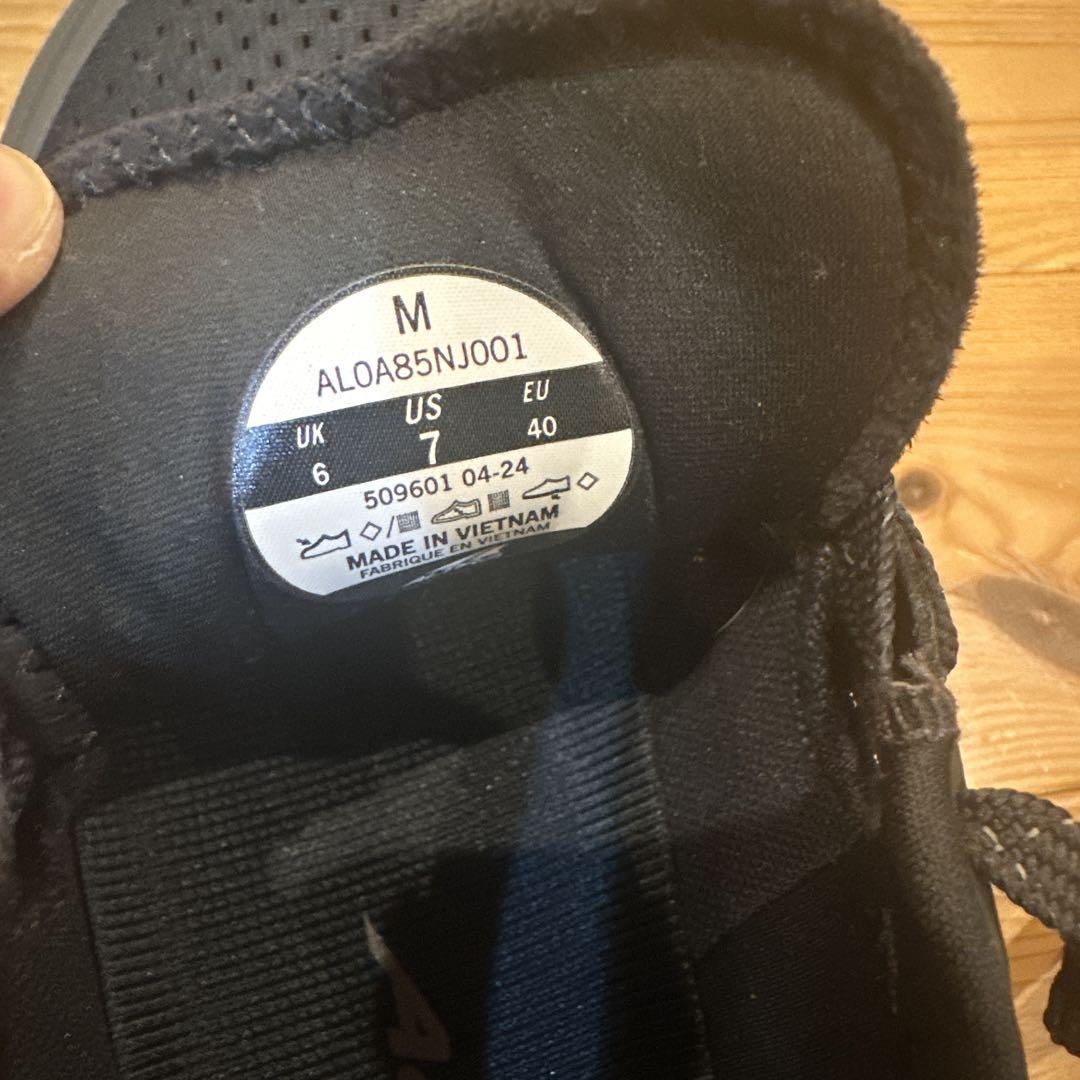 M
AL0A85NJ001
UK US EU
6 7 40
509601 04-24
MADE IN VIETNAM
FABRIQUE EN VIETNAM